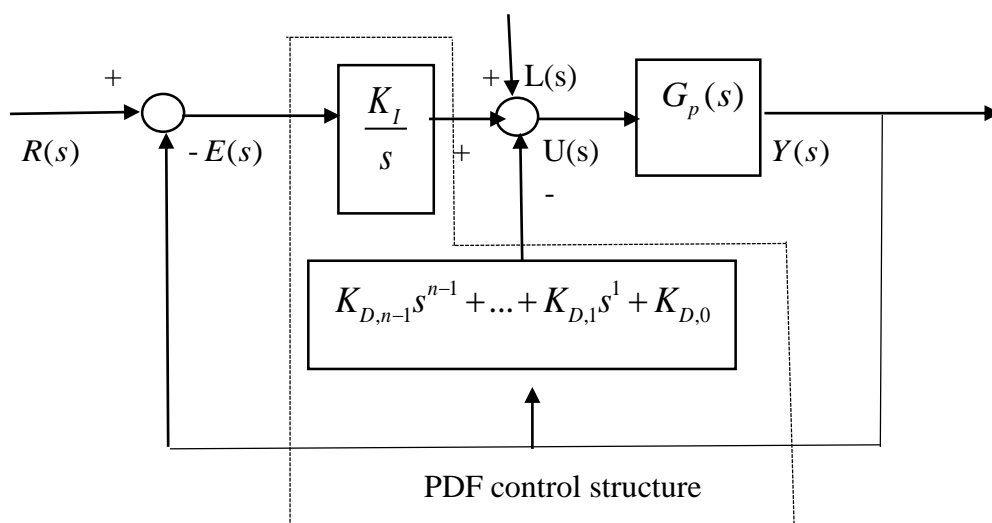 +
R(s)
- E(s)
K_I
s
+
L(s)
+
U(s)
-
G_p(s)
Y(s)
K_{D,n-1}s^{n-1}+...+K_{D,1}s^1+K_{D,0}
PDF control structure